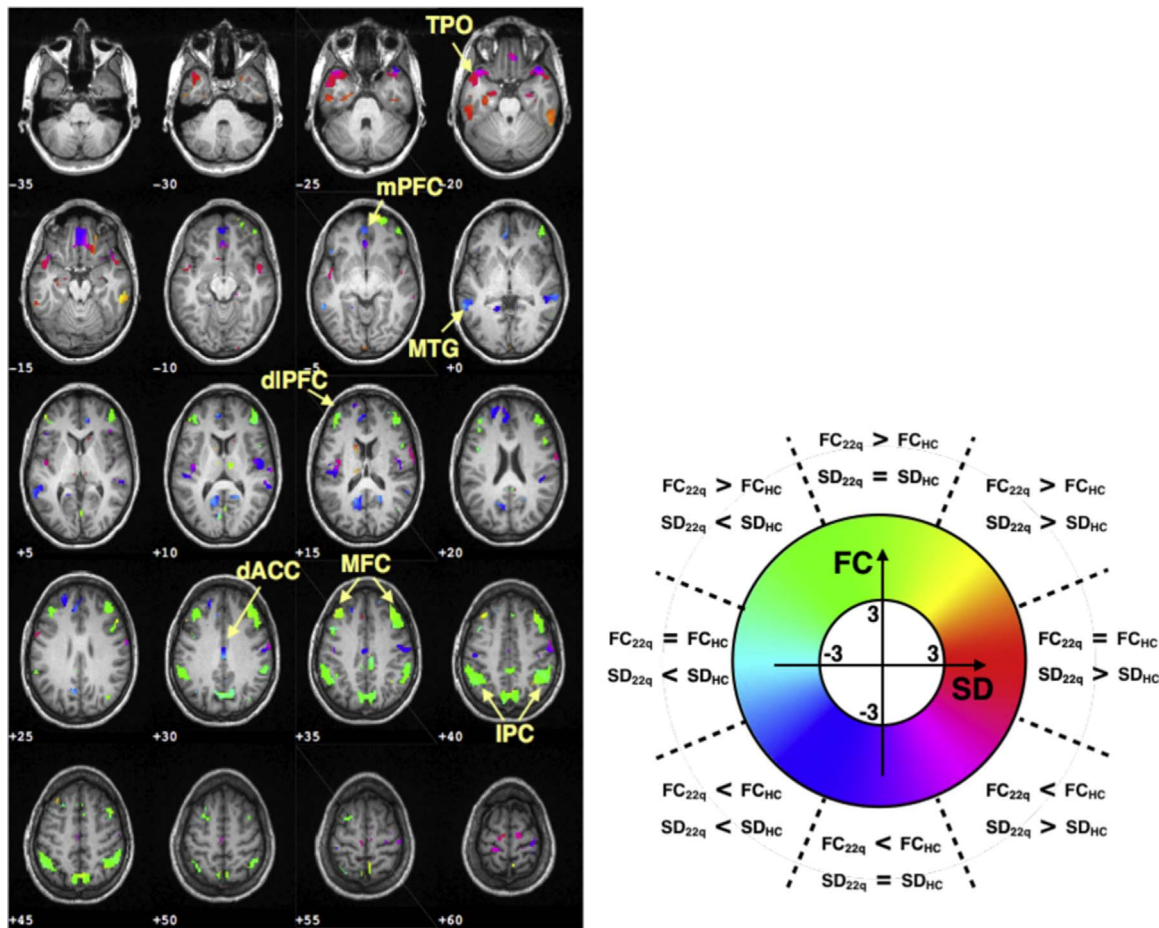 TPO
-35
-30
-25
-20
mPFC
MTG
-15
-10
-5
+0
dlPFC
+5
+10
+15
+20
dACC
MFC
IPC
+25
+30
+35
+40
+45
+50
+55
+60
FC22q > FCHC
SD22q = SDHC
FC22q > FCHC
SD22q < SDHC
FC22q > FCHC
SD22q > SDHC
FC
3
-3
3
SD
-3
FC22q = FCHC
SD22q < SDHC
FC22q = FCHC
SD22q > SDHC
FC22q < FCHC
SD22q < SDHC
FC22q < FCHC
SD22q > SDHC
FC22q < FCHC
SD22q = SDHC